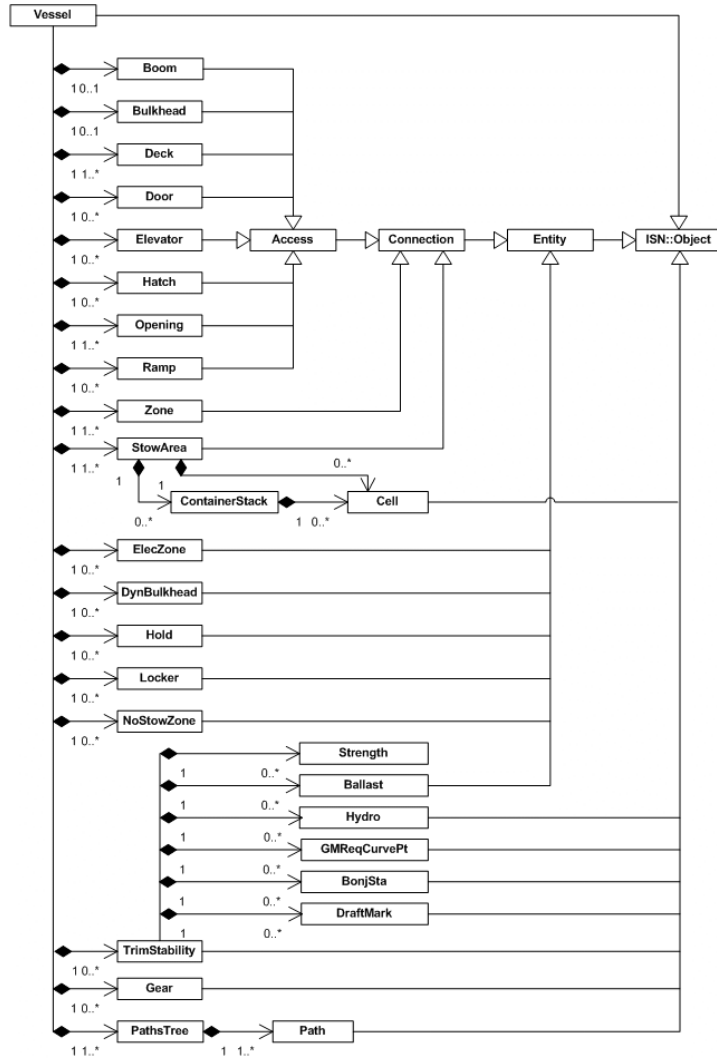 Vessel
Boom
1 0..1
Bulkhead
1 0..1
Deck
1 1..*
Door
1 0..*
Elevator
Access
Connection
Entity
ISN::Object
1 0..*
Hatch
1 0..*
Opening
1 1..*
Ramp
1 0..*
Zone
1 1..*
StowArea
1 1..*
1
1
0..*
ContainerStack
Cell
0..*
1 0..*
ElecZone
1 0..*
DynBulkhead
1 0..*
Hold
1 0..*
Locker
1 0..*
NoStowZone
1 0..*
Strength
1 0..*
Ballast
1 0..*
Hydro
1 0..*
GMReqCurvePt
1 0..*
BonjSta
1 0..*
DraftMark
1 0..*
TrimStability
1 0..*
Gear
1 0..*
PathsTree
Path
1 1..*
1 1..*